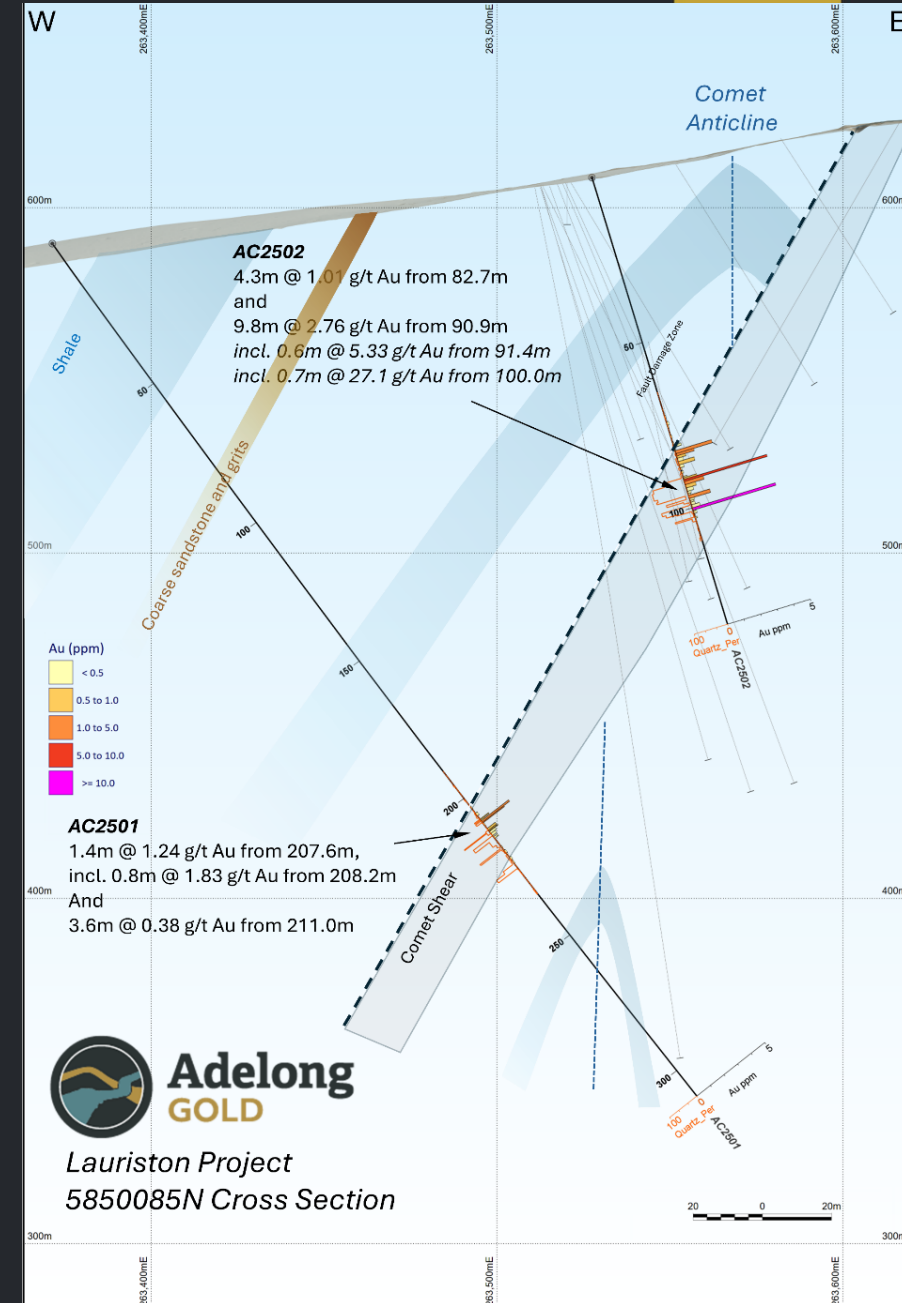 W
263,400mE
263,500mE
263,600mE
E
Comet
Anticline
600m
600m
AC2502
4.3m @ 1.01 g/t Au from 82.7m
and
9.8m @ 2.76 g/t Au from 90.9m
incl. 0.6m @ 5.33 g/t Au from 91.4m
incl. 0.7m @ 27.1 g/t Au from 100.0m
Shale
50
Fault Damage Zone
50
Coarse sandstone and grits
100
100
500m
500m
5
Au ppm
0
100
Quartz_Per
AC2502
150
Au (ppm)
< 0.5
0.5 to 1.0
1.0 to 5.0
5.0 to 10.0
>= 10.0
200
AC2501
1.4m @ 1.24 g/t Au from 207.6m,
incl. 0.8m @ 1.83 g/t Au from 208.2m
And
3.6m @ 0.38 g/t Au from 211.0m
400m
400m
Comet Shear
250
300
5
Au ppm
0
100
Quartz_Per
AC2501
Adelong
GOLD
Lauriston Project
5850085N Cross Section
20
0
20m
300m
300m
263,400mE
263,500mE
263,600mE